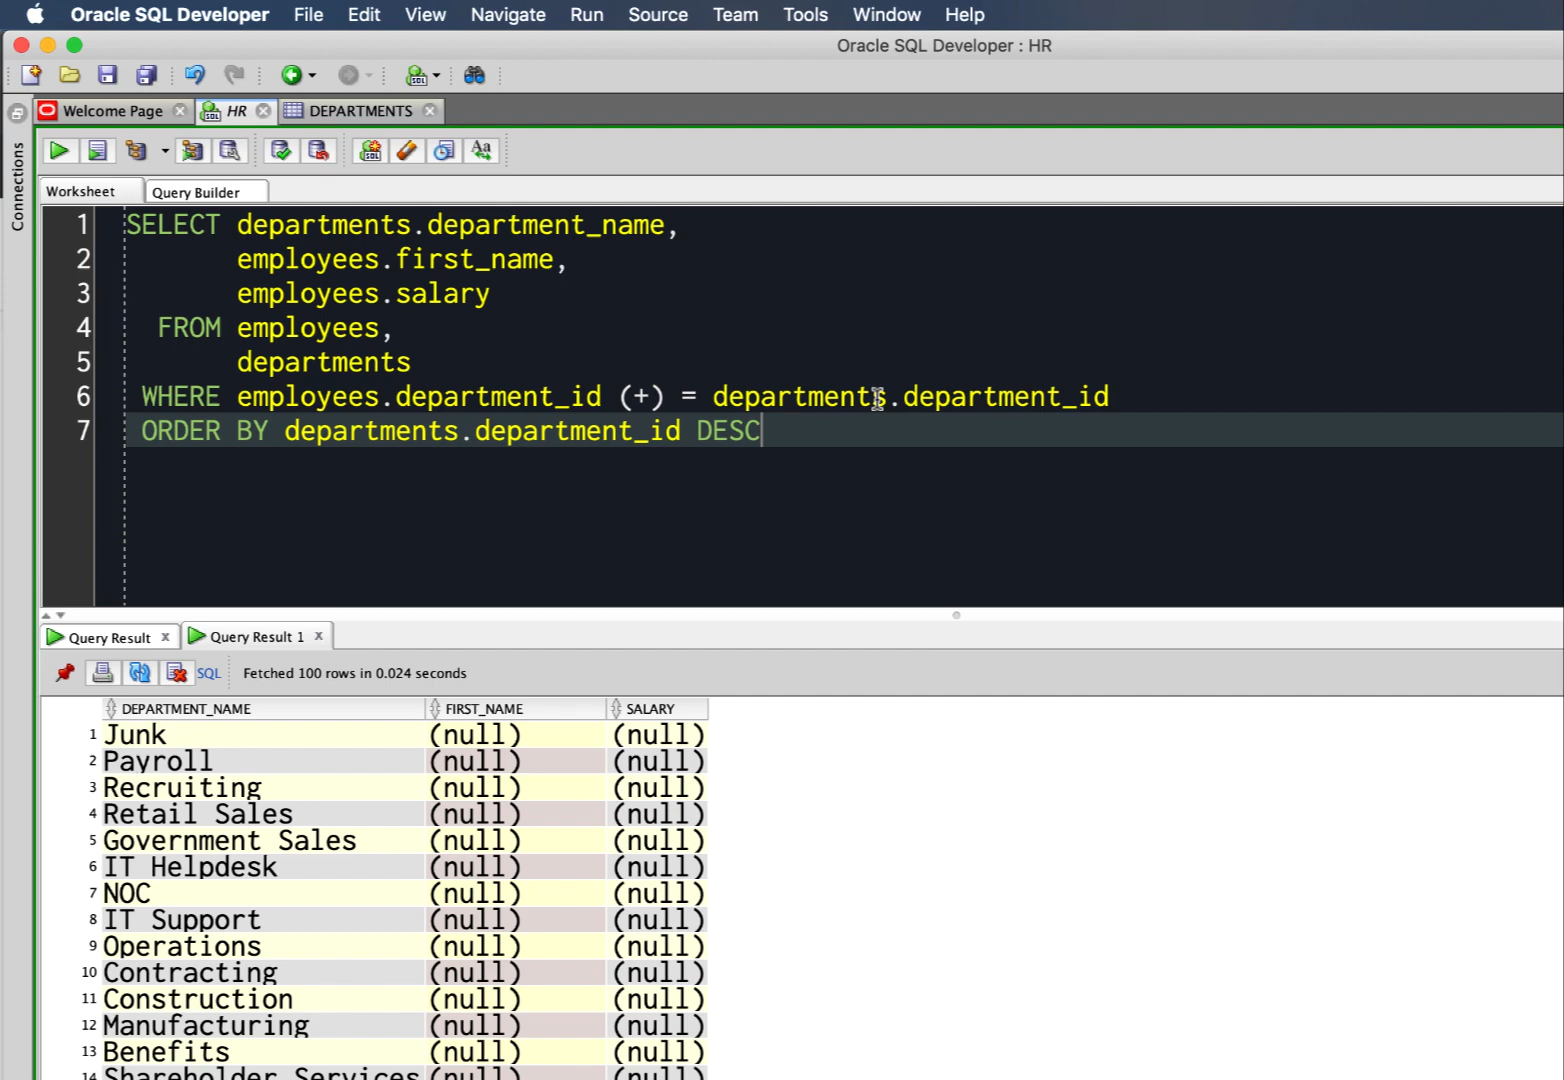 Oracle SQL Developer File Edit View Navigate Run Source Team Tools Window Help
Oracle SQL Developer : HR
Welcome Page HR DEPARTMENTS
Connections
Worksheet Query Builder
1 SELECT departments.department_name,
2 employees.first_name,
3 employees.salary
4 FROM employees,
5 departments
6 WHERE employees.department_id (+) = departments.department_id
7 ORDER BY departments.department_id DESC
Query Result x Query Result 1 x
SQL Fetched 100 rows in 0.024 seconds
DEPARTMENT_NAME FIRST_NAME SALARY
1 Junk (null) (null)
2 Payroll (null) (null)
3 Recruiting (null) (null)
4 Retail Sales (null) (null)
5 Government Sales (null) (null)
6 IT Helpdesk (null) (null)
7 NOC (null) (null)
8 IT Support (null) (null)
9 Operations (null) (null)
10 Contracting (null) (null)
11 Construction (null) (null)
12 Manufacturing (null) (null)
13 Benefits (null) (null)
14 Shareholder Services (null) (null)